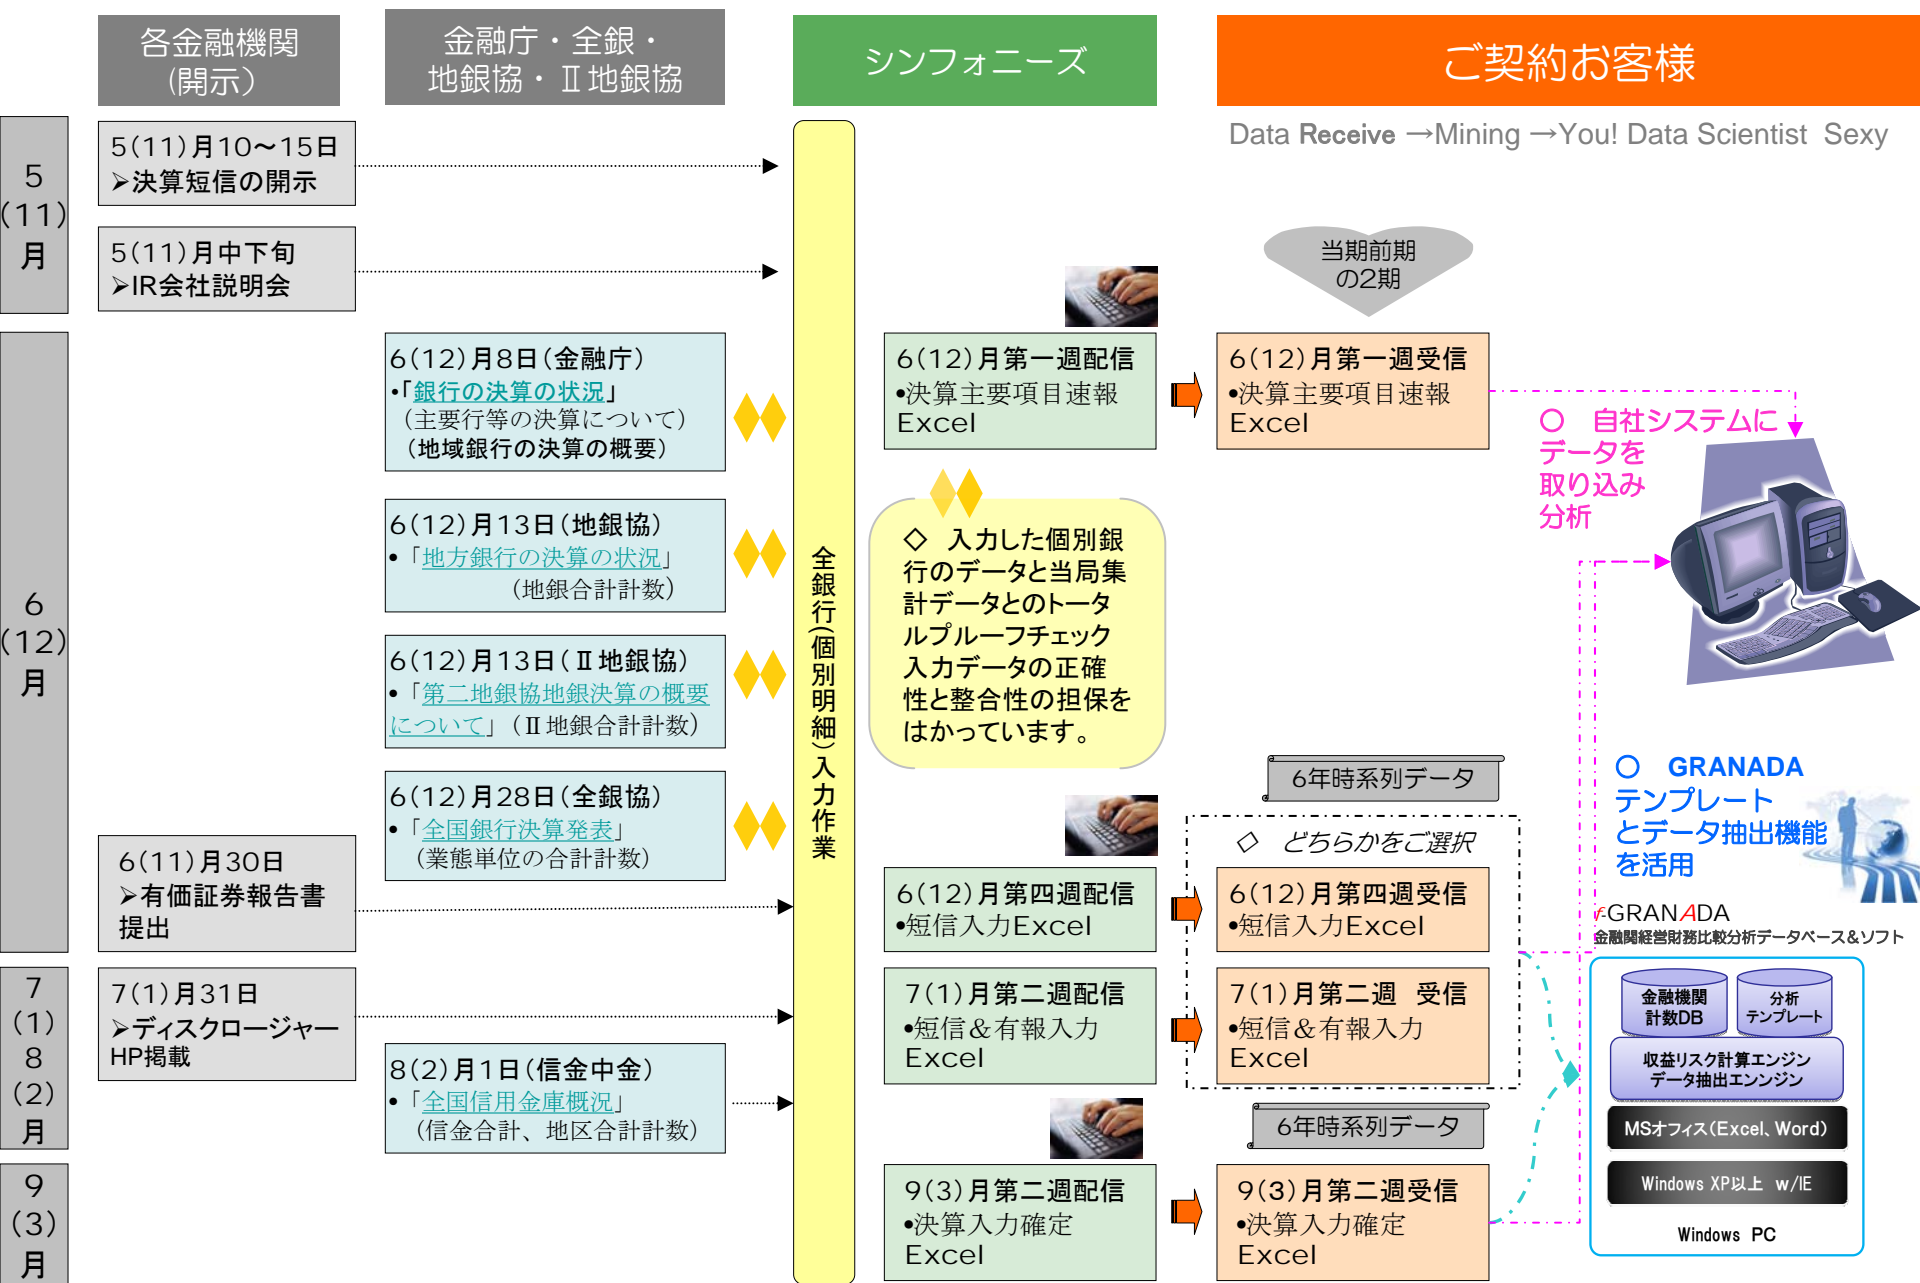 各金融機関
(開示)
金融庁・全銀・
地銀協・Ⅱ地銀協
シンフォニーズ
ご契約お客様
Data Receive →Mining →You! Data Scientist Sexy
5
(11)
月
5(11)月10～15日
➢決算短信の開示
5(11)月中下旬
➢IR会社説明会
当期前期
の2期
6
(12)
月
6(12)月8日(金融庁)
•「銀行の決算の状況」
(主要行等の決算について)
(地域銀行の決算の概要)
6(12)月13日(地銀協)
•「地方銀行の決算の状況」
(地銀合計計数)
6(12)月13日(Ⅱ地銀協)
•「第二地銀協地銀決算の概要
について」(Ⅱ地銀合計計数)
6(12)月28日(全銀協)
•「全国銀行決算発表」
(業態単位の合計計数)
6(11)月30日
➢有価証券報告書
提出
全銀行(個別明細)入力作業
6(12)月第一週配信
•決算主要項目速報
Excel
6(12)月第一週受信
•決算主要項目速報
Excel
○ 自社システムに
データを
取り込み
分析
◇ 入力した個別銀
行のデータと当局集
計データとのトータ
ルプルーフチェック
入力データの正確
性と整合性の担保を
はかっています。
6年時系列データ
◇ どちらかをご選択
6(12)月第四週配信
•短信入力Excel
6(12)月第四週受信
•短信入力Excel
○ GRANADA
テンプレート
とデータ抽出機能
を活用
f-GRANADA
金融関経営財務比較分析データベース＆ソフト
7
(1)
8
(2)
月
7(1)月31日
➢ディスクロージャー
HP掲載
8(2)月1日(信金中金)
•「全国信用金庫概況」
(信金合計、地区合計計数)
7(1)月第二週配信
•短信＆有報入力
Excel
7(1)月第二週 受信
•短信＆有報入力
Excel
金融機関
計数DB
分析
テンプレート
収益リスク計算エンジン
データ抽出エンンジン
MSオフィス(Excel、Word)
Windows XP以上 w/IE
Windows PC
6年時系列データ
9
(3)
月
9(3)月第二週配信
•決算入力確定
Excel
9(3)月第二週受信
•決算入力確定
Excel